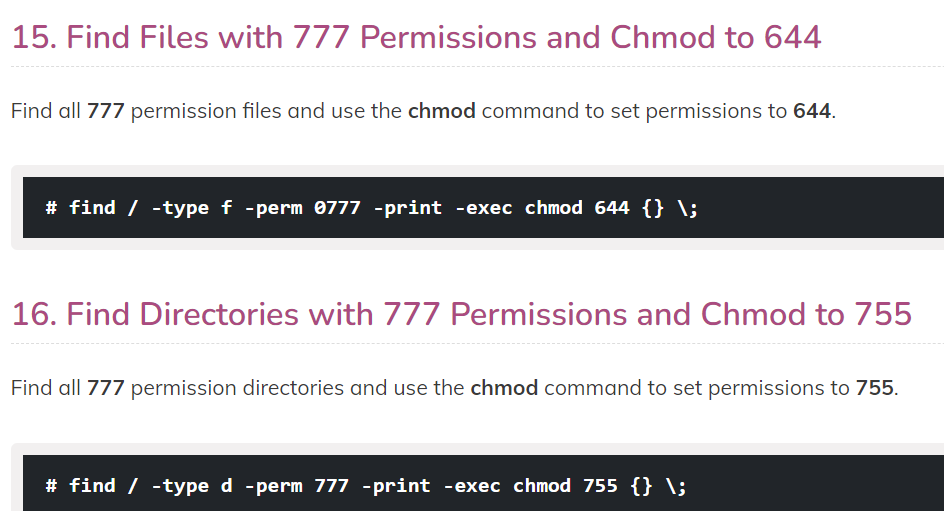 15. Find Files with 777 Permissions and Chmod to 644
Find all 777 permission files and use the chmod command to set permissions to 644.
# find / -type f -perm 0777 -print -exec chmod 644 {} \;
16. Find Directories with 777 Permissions and Chmod to 755
Find all 777 permission directories and use the chmod command to set permissions to 755.
# find / -type d -perm 777 -print -exec chmod 755 {} \;